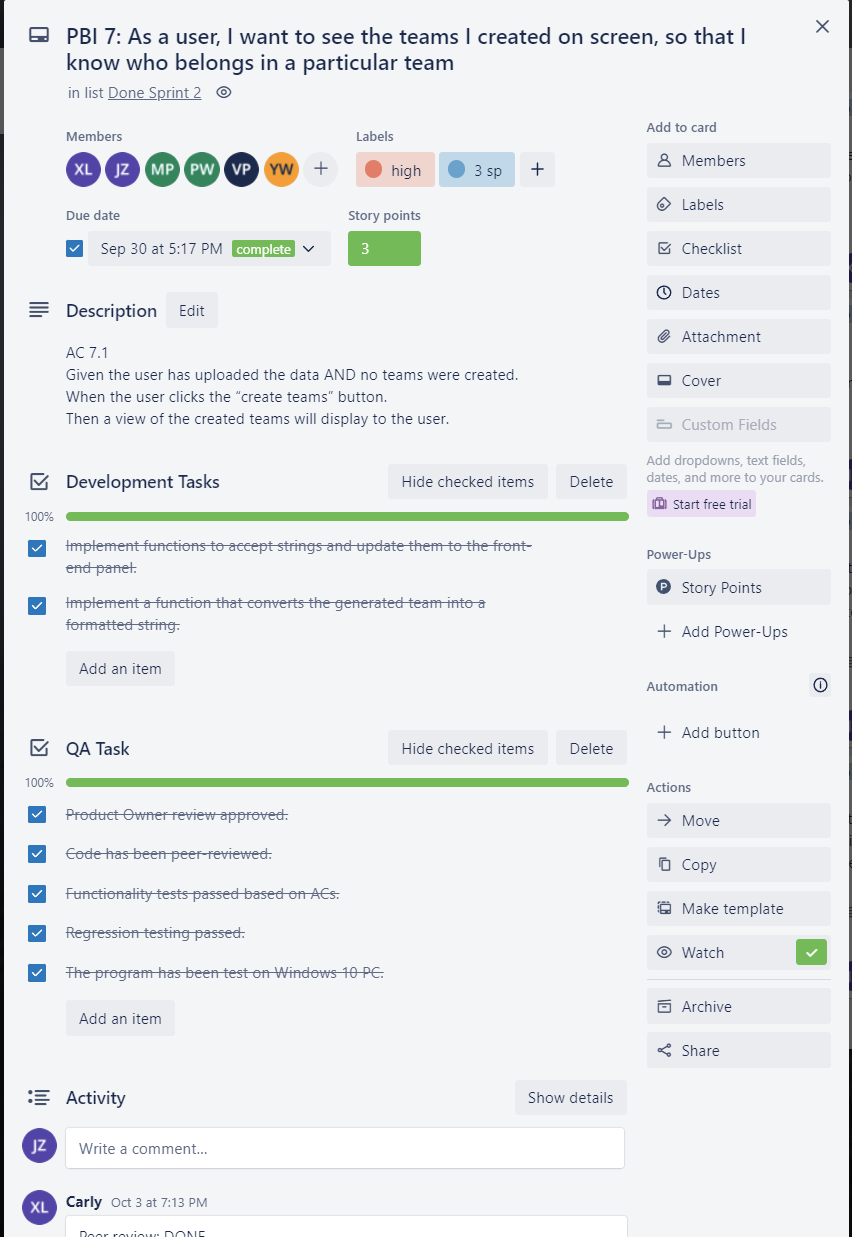 PBI 7: As a user, I want to see the teams I created on screen, so that I
know who belongs in a particular team
in list Done Sprint 2
Members
XL JZ MP PW VP YW
Labels
high 3 sp
Due date
Sep 30 at 5:17 PM complete
Story points
3
Description Edit
AC 7.1
Given the user has uploaded the data AND no teams were created.
When the user clicks the “create teams” button.
Then a view of the created teams will display to the user.
Development Tasks Hide checked items Delete
100%
Implement functions to accept strings and update them to the front-
end panel.
Implement a function that converts the generated team into a
formatted string.
Add an item
QA Task Hide checked items Delete
100%
Product Owner review approved.
Code has been peer-reviewed.
Functionality tests passed based on ACs.
Regression testing passed.
The program has been test on Windows 10 PC.
Add an item
Activity Show details
JZ Write a comment...
XL Carly Oct 3 at 7:13 PM
Peer review: DONE
Add to card
Members
Labels
Checklist
Dates
Attachment
Cover
Custom Fields
Add dropdowns, text fields,
dates, and more to your cards.
Start free trial
Power-Ups
P Story Points
Add Power-Ups
Automation
Add button
Actions
Move
Copy
Make template
Watch
Archive
Share